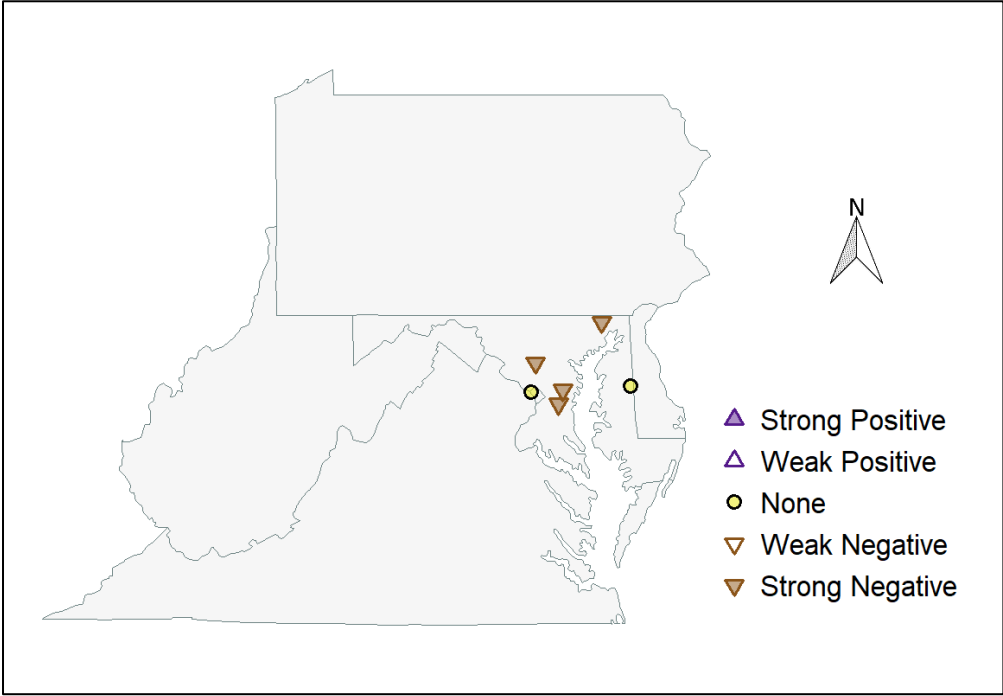 N
Strong Positive
Weak Positive
None
Weak Negative
Strong Negative